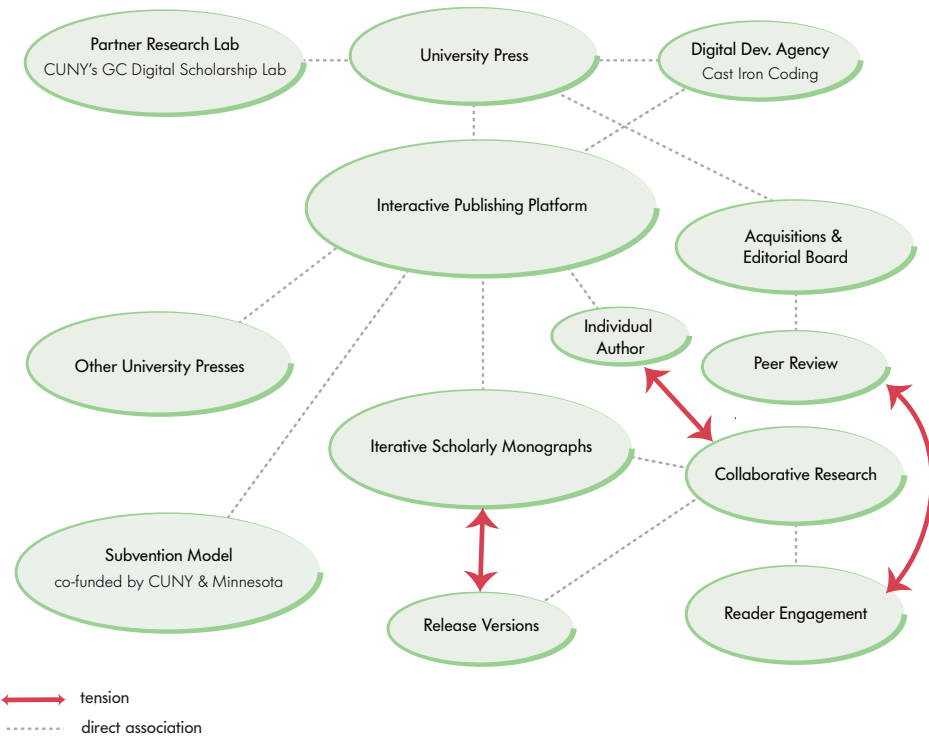 Partner Research Lab
CUNY's GC Digital Scholarship Lab
University Press
Digital Dev. Agency
Cast Iron Coding
Interactive Publishing Platform
Acquisitions &
Editorial Board
Individual
Author
Other University Presses
Peer Review
Iterative Scholarly Monographs
Collaborative Research
Subvention Model
co-funded by CUNY & Minnesota
Release Versions
Reader Engagement
tension
direct association